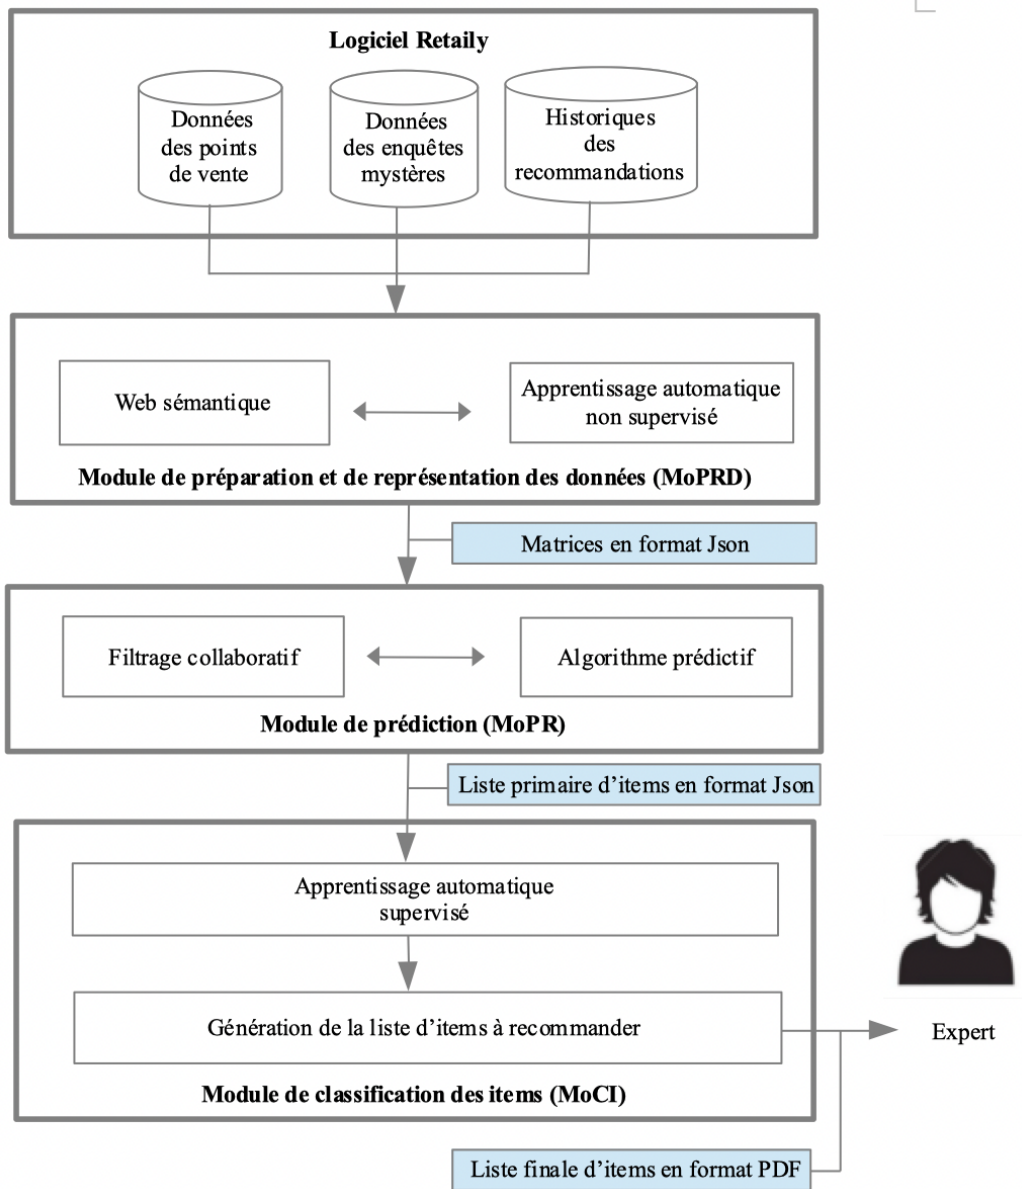 Logiciel Retaily
Données
des points
de vente
Données
des enquêtes
mystères
Historiques
des
recommandations
Web sémantique
Apprentissage automatique
non supervisé
Module de préparation et de représentation des données (MoPRD)
Matrices en format Json
Filtrage collaboratif
Algorithme prédictif
Module de prédiction (MoPR)
Liste primaire d'items en format Json
Apprentissage automatique
supervisé
Génération de la liste d'items à recommander
Expert
Module de classification des items (MoCI)
Liste finale d'items en format PDF